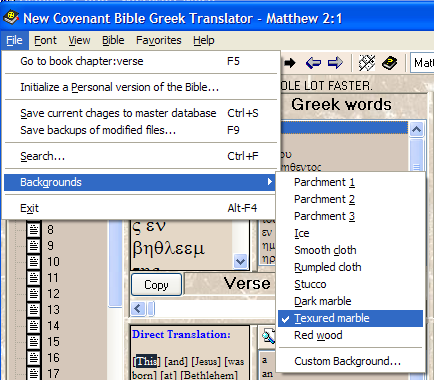 New Covenant Bible Greek Translator - Matthew 2:1
File Font View Bible Favorites Help
Go to book chapter:verse F5
Initialize a Personal version of the Bible...
Save current chages to master database Ctrl+S
Save backups of modified files... F9
Search... Ctrl+F
Backgrounds
Exit Alt-F4
Mat
OLE LOT FASTER.
Greek words
Parchment 1
Parchment 2
Parchment 3
Ice
Smooth cloth
Rumpled cloth
Stucco
Dark marble
Texured marble
Red wood
Custom Background...
8
9
10
11
12
13
14
15
16
17
ς εν
βηθλεεμ
Copy
Verse
Direct Translation:
[This] [and] [Jesus] [was
born] [at] [Bethlehem]
a
an